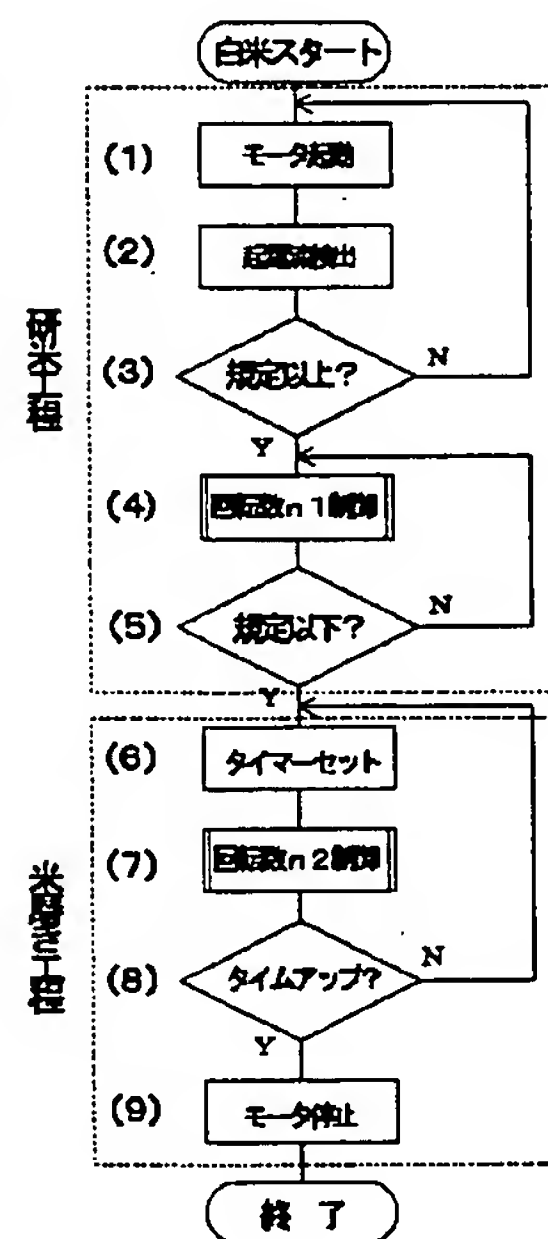 白米スタート
(1) モータ起動
(2) 起電流検出
(3) 規定以上? N
Y
(4) 回転数n1制御
(5) 規定以下? N
Y
研米工程
(6) タイマーセット
(7) 回転数n2制御
(8) タイムアップ? N
Y
(9) モータ停止
米磨き工程
終了